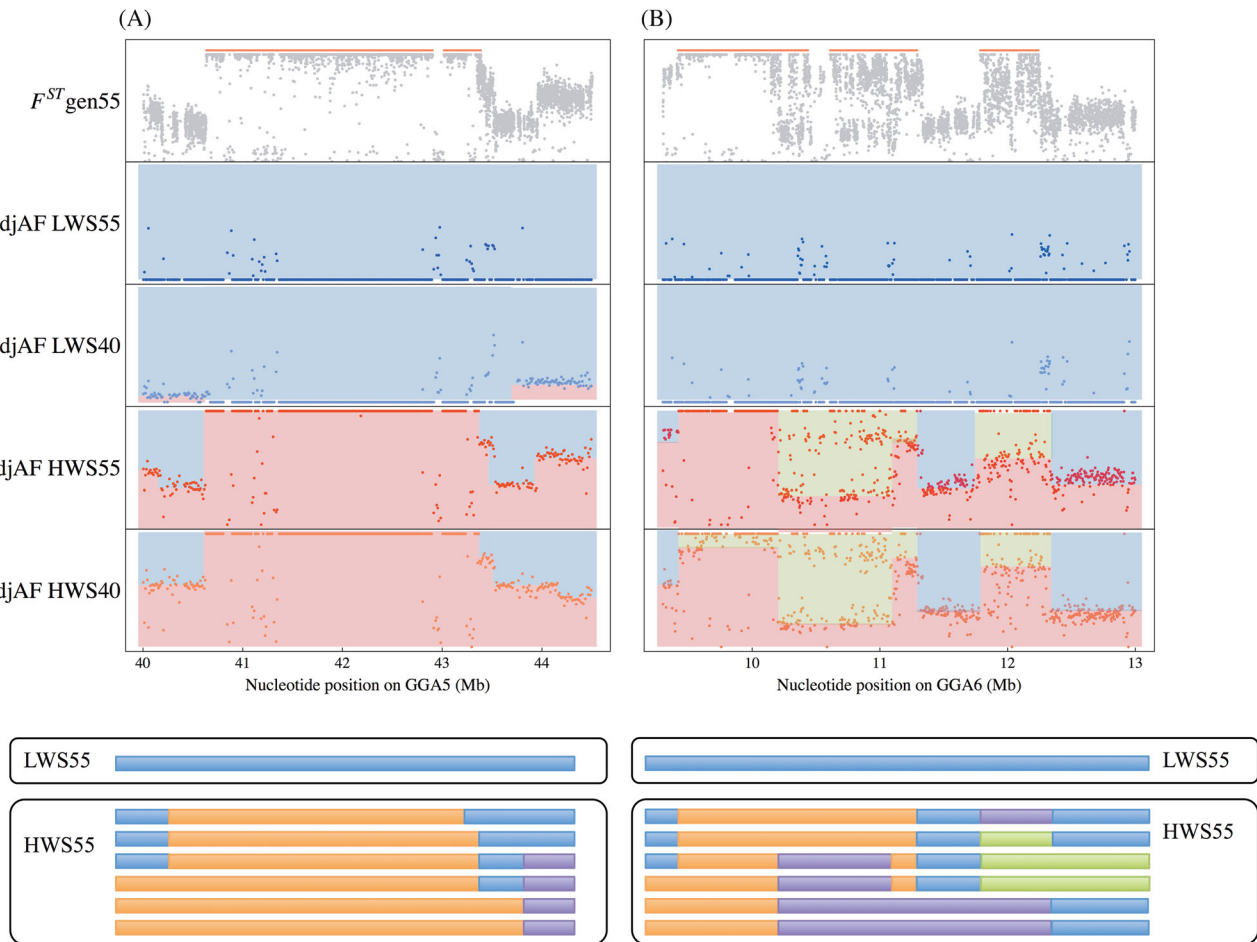 (A) (B)
F^ST gen55
djAF LWS55
djAF LWS40
djAF HWS55
djAF HWS40
40 41 42 43 44 10 11 12 13
Nucleotide position on GGA5 (Mb) Nucleotide position on GGA6 (Mb)
LWS55 LWS55
HWS55 HWS55